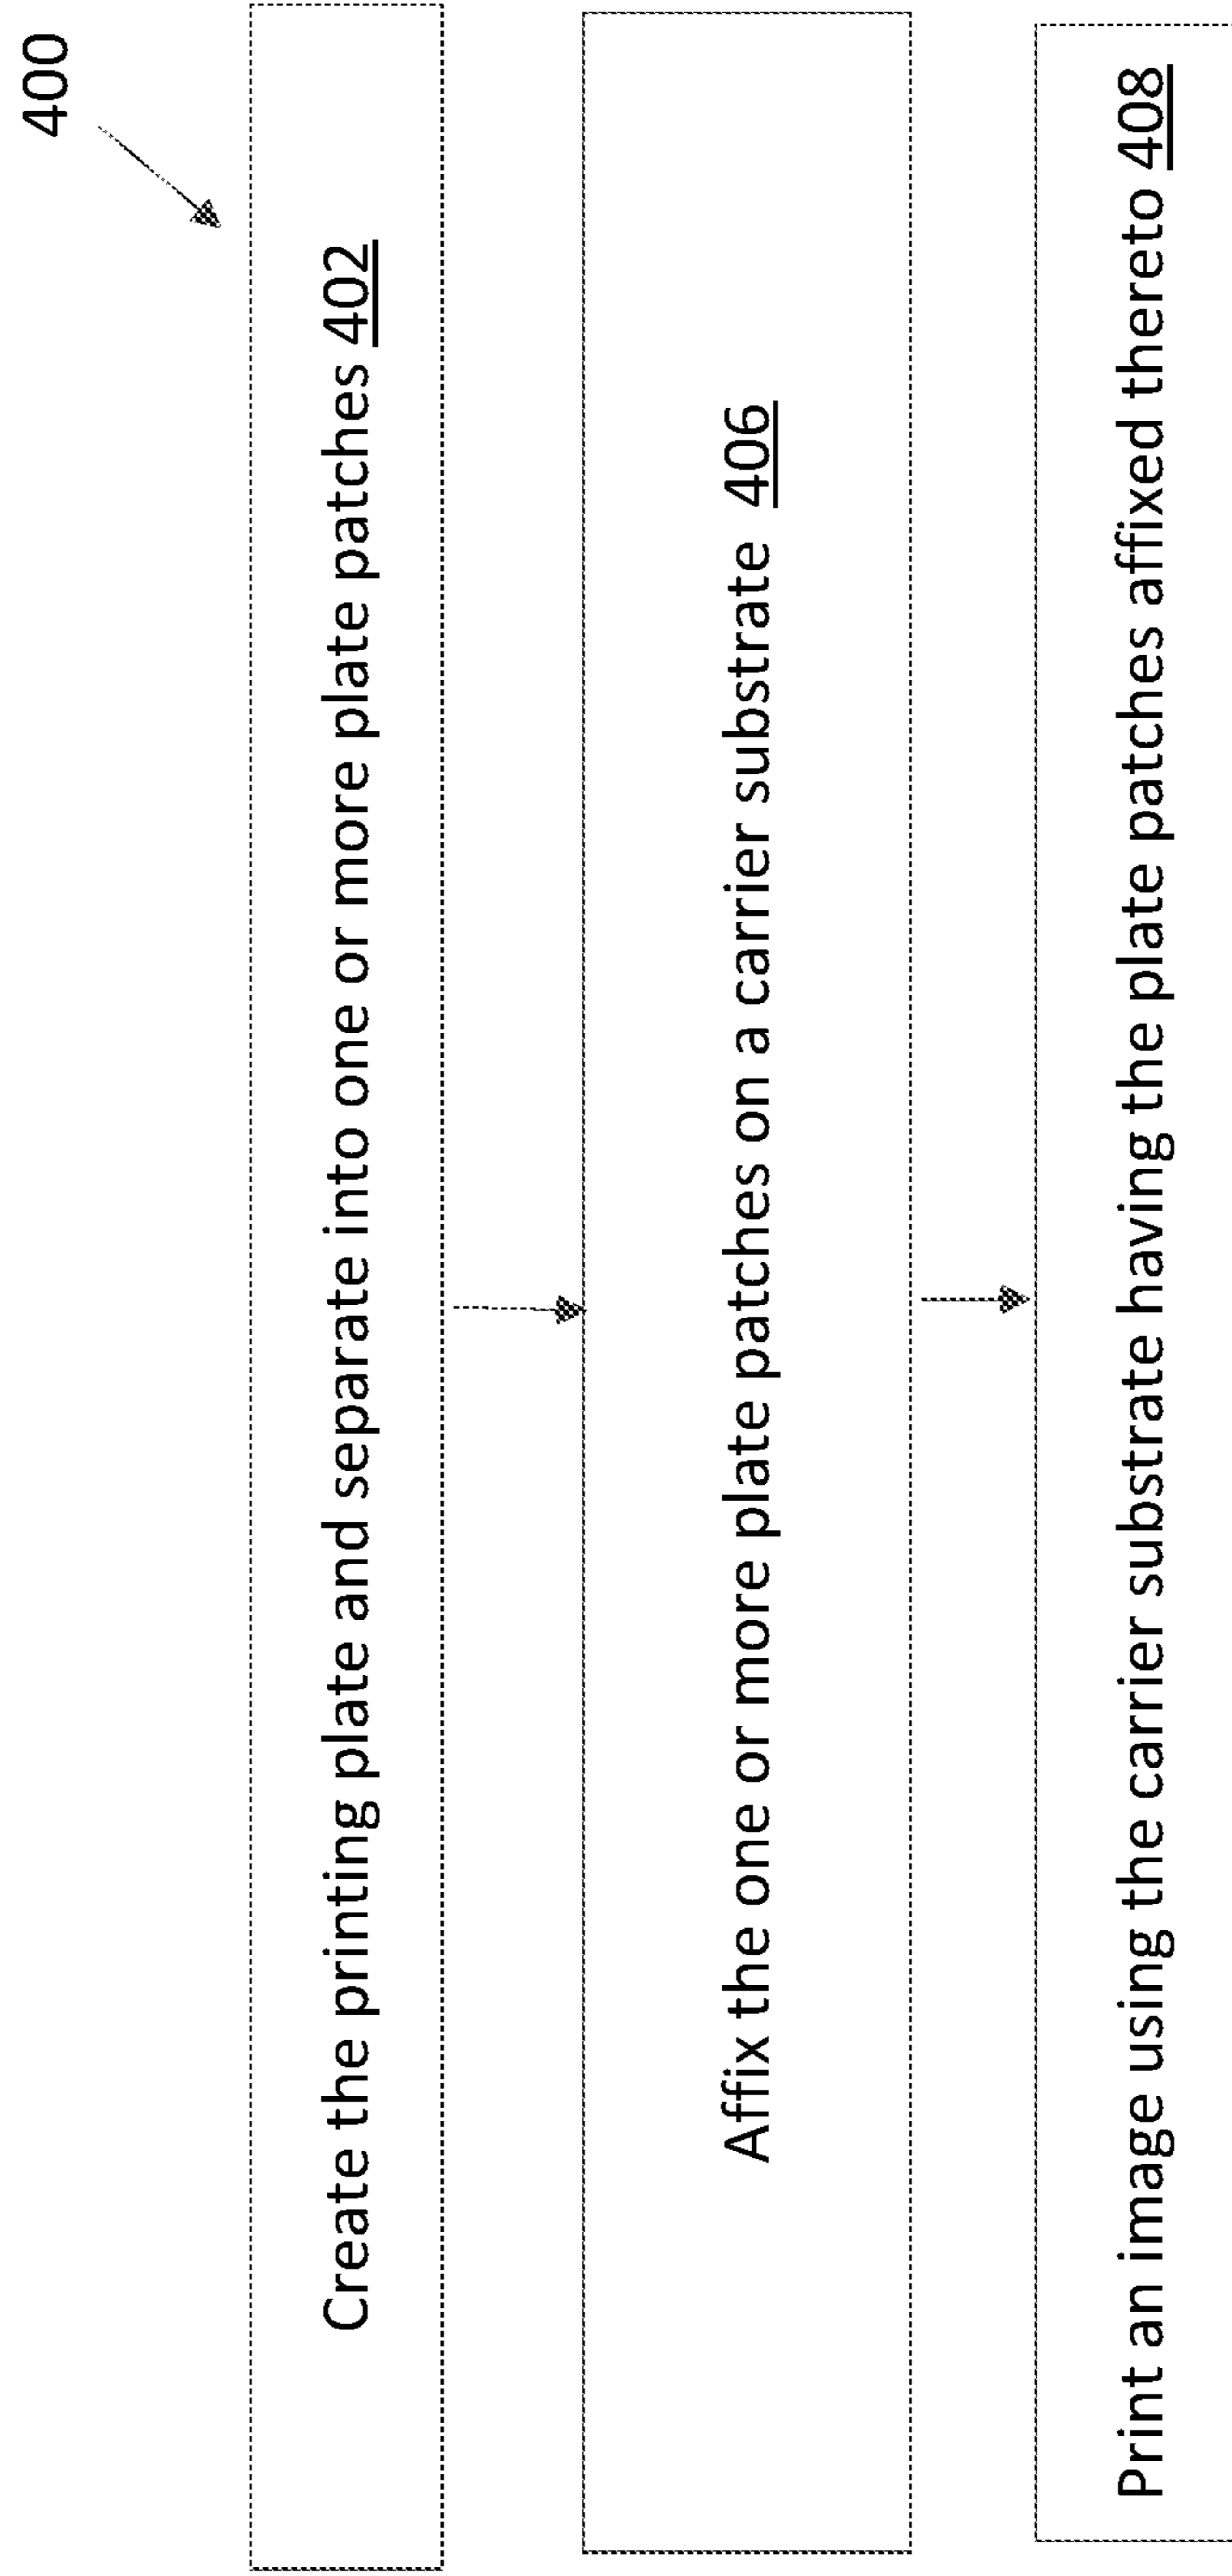 400
Create the printing plate and separate into one or more plate patches 402
Affix the one or more plate patches on a carrier substrate 406
Print an image using the carrier substrate having the plate patches affixed thereto 408